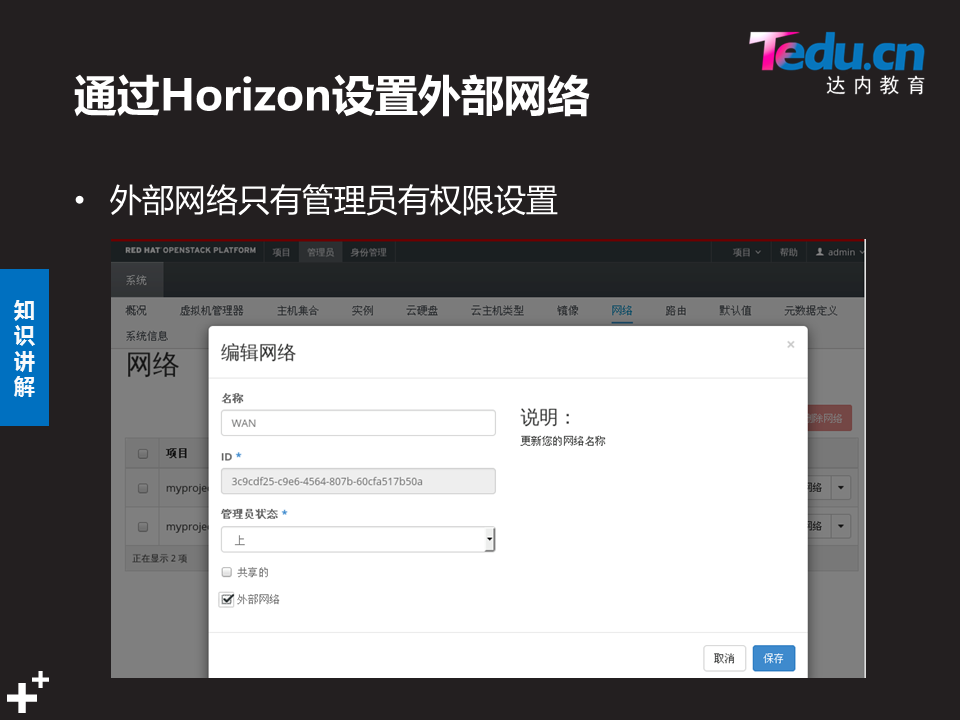 Tedu.cn
达内教育
通过Horizon设置外部网络
• 外部网络只有管理员有权限设置
知识讲解
RED HAT OPENSTACK PLATFORM 项目 管理员 身份管理 项目 帮助 admin
系统
概况 虚拟机管理器 主机集合 实例 云硬盘 云主机类型 镜像 网络 路由 默认值 元数据定义
系统信息
网络
编辑网络 ×
名称
WAN
说明：
更新您的网络名称
删除网络
ID *
3c9cdf25-c9e6-4564-807b-60cfa517b50a
项目
myproje
网络
管理员状态 *
上
myproje
网络
正在显示 2 项
共享的
外部网络
取消 保存